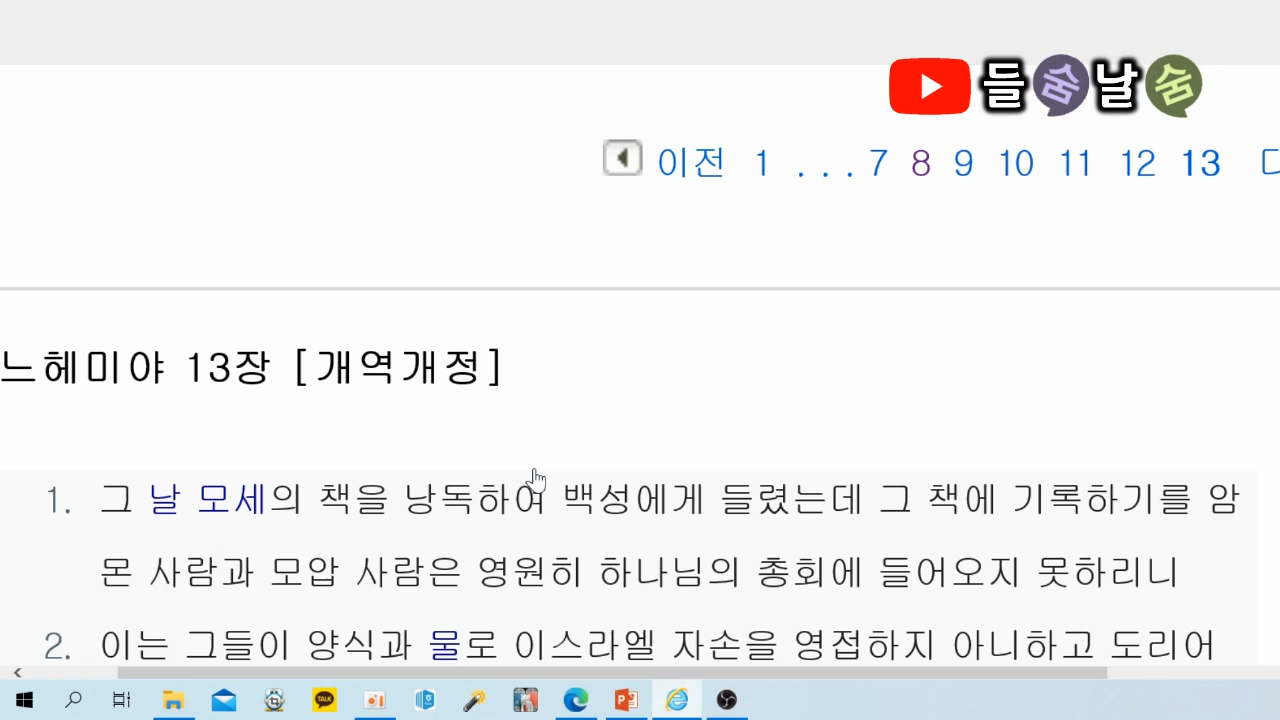 들숨날숨
이전 1 ... 7 8 9 10 11 12 13
느헤미야 13장 [개역개정]
1. 그 날 모세의 책을 낭독하여 백성에게 들렸는데 그 책에 기록하기를 암
몬 사람과 모압 사람은 영원히 하나님의 총회에 들어오지 못하리니
2. 이는 그들이 양식과 물로 이스라엘 자손을 영접하지 아니하고 도리어
TALK